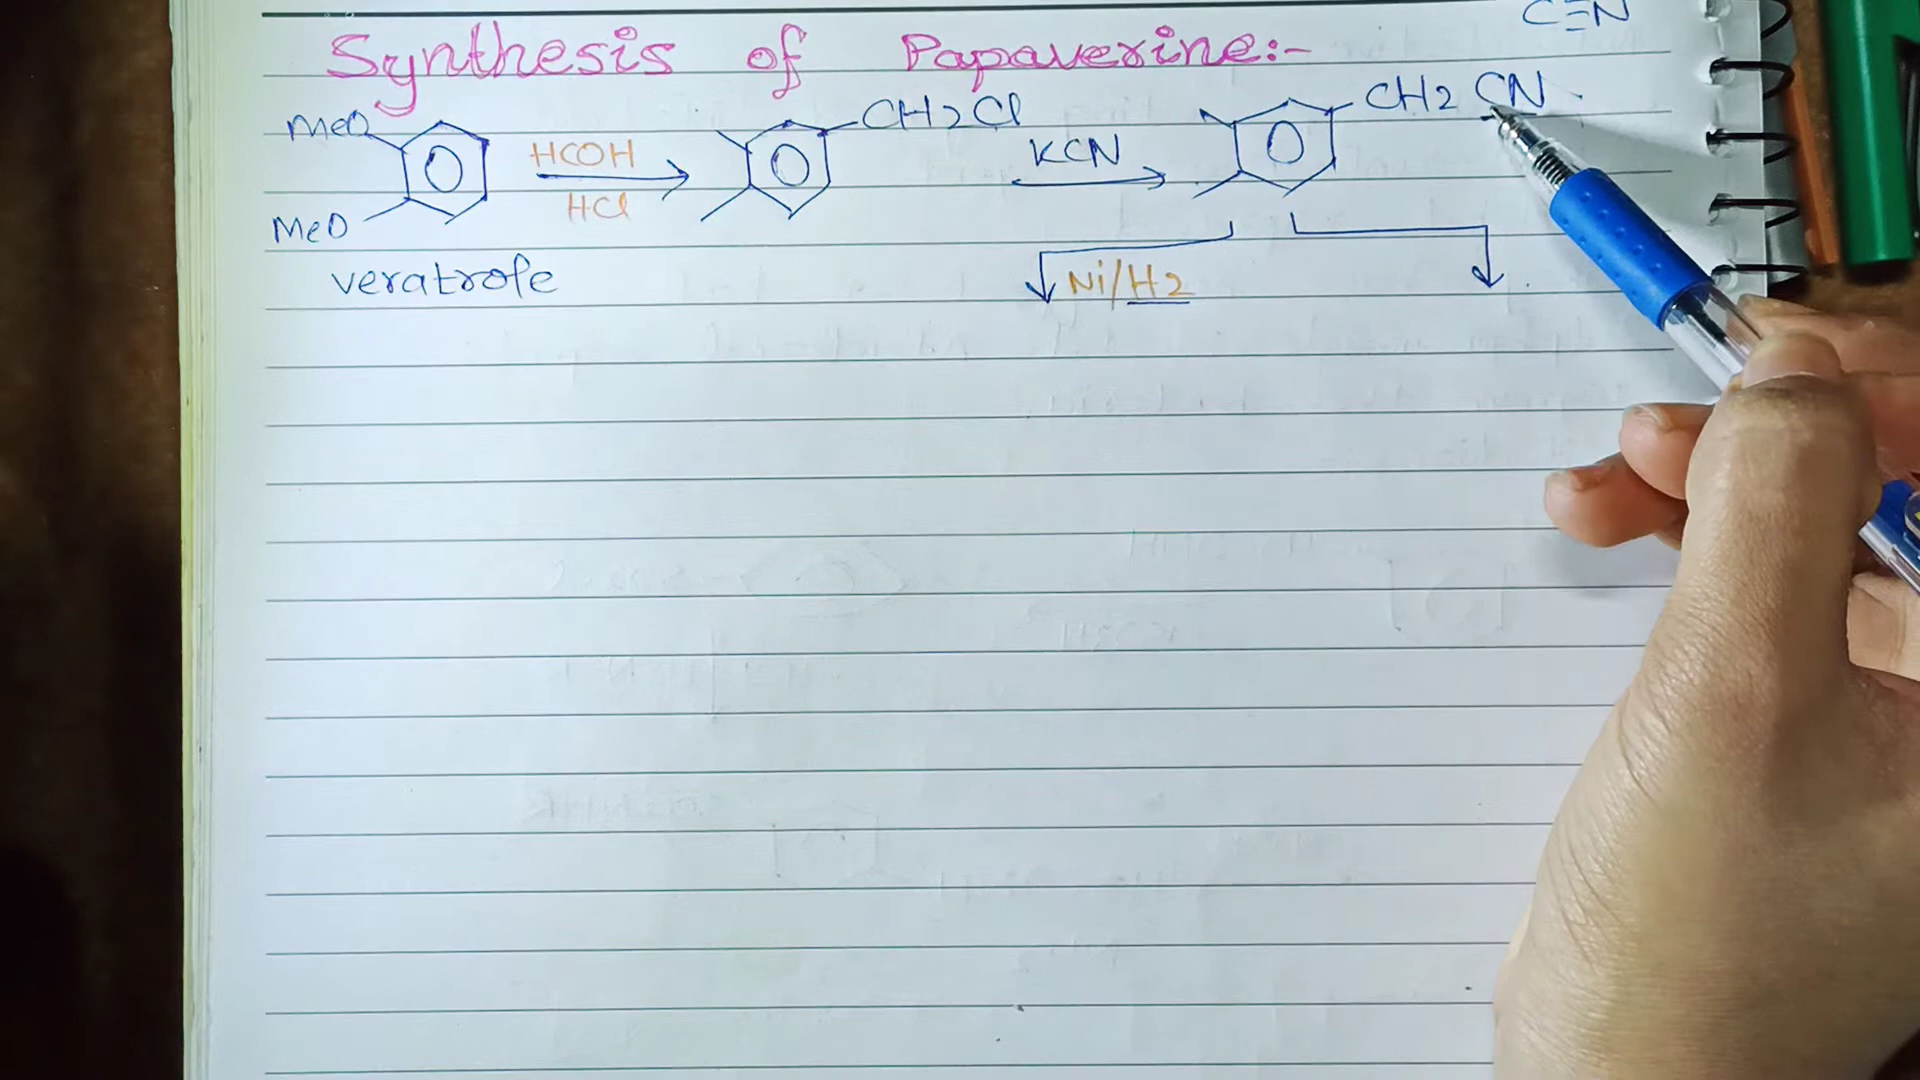 C≡N
Synthesis of Papaverine:-
MeO
HCOH
HCl
CH2Cl
KCN
CH2 CN
MeO
veratrole
Ni/H2